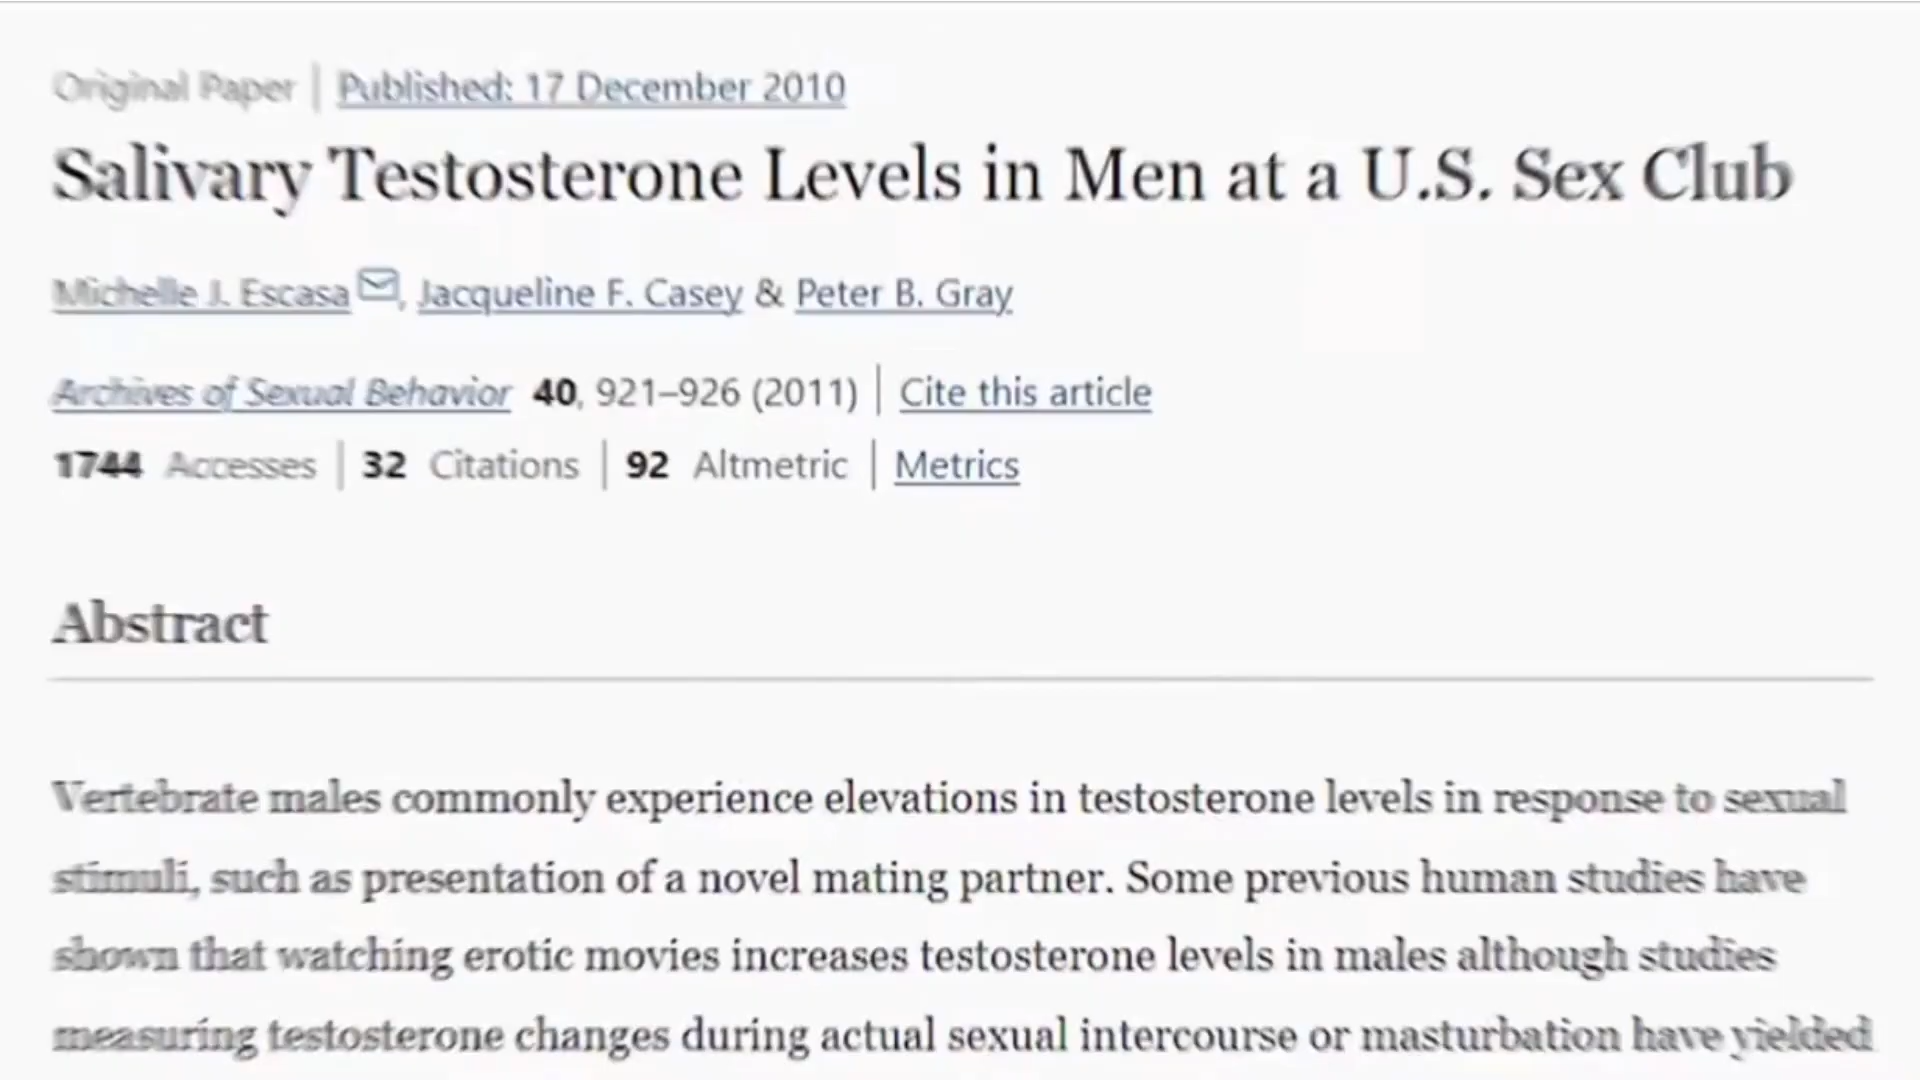 Original Paper | Published: 17 December 2010
Salivary Testosterone Levels in Men at a U.S. Sex Club
Michelle J. Escasa, Jacqueline F. Casey & Peter B. Gray
Archives of Sexual Behavior 40, 921–926 (2011) | Cite this article
1744 Accesses | 32 Citations | 92 Altmetric | Metrics
Abstract
Vertebrate males commonly experience elevations in testosterone levels in response to sexual
stimuli, such as presentation of a novel mating partner. Some previous human studies have
shown that watching erotic movies increases testosterone levels in males although studies
measuring testosterone changes during actual sexual intercourse or masturbation have yielded